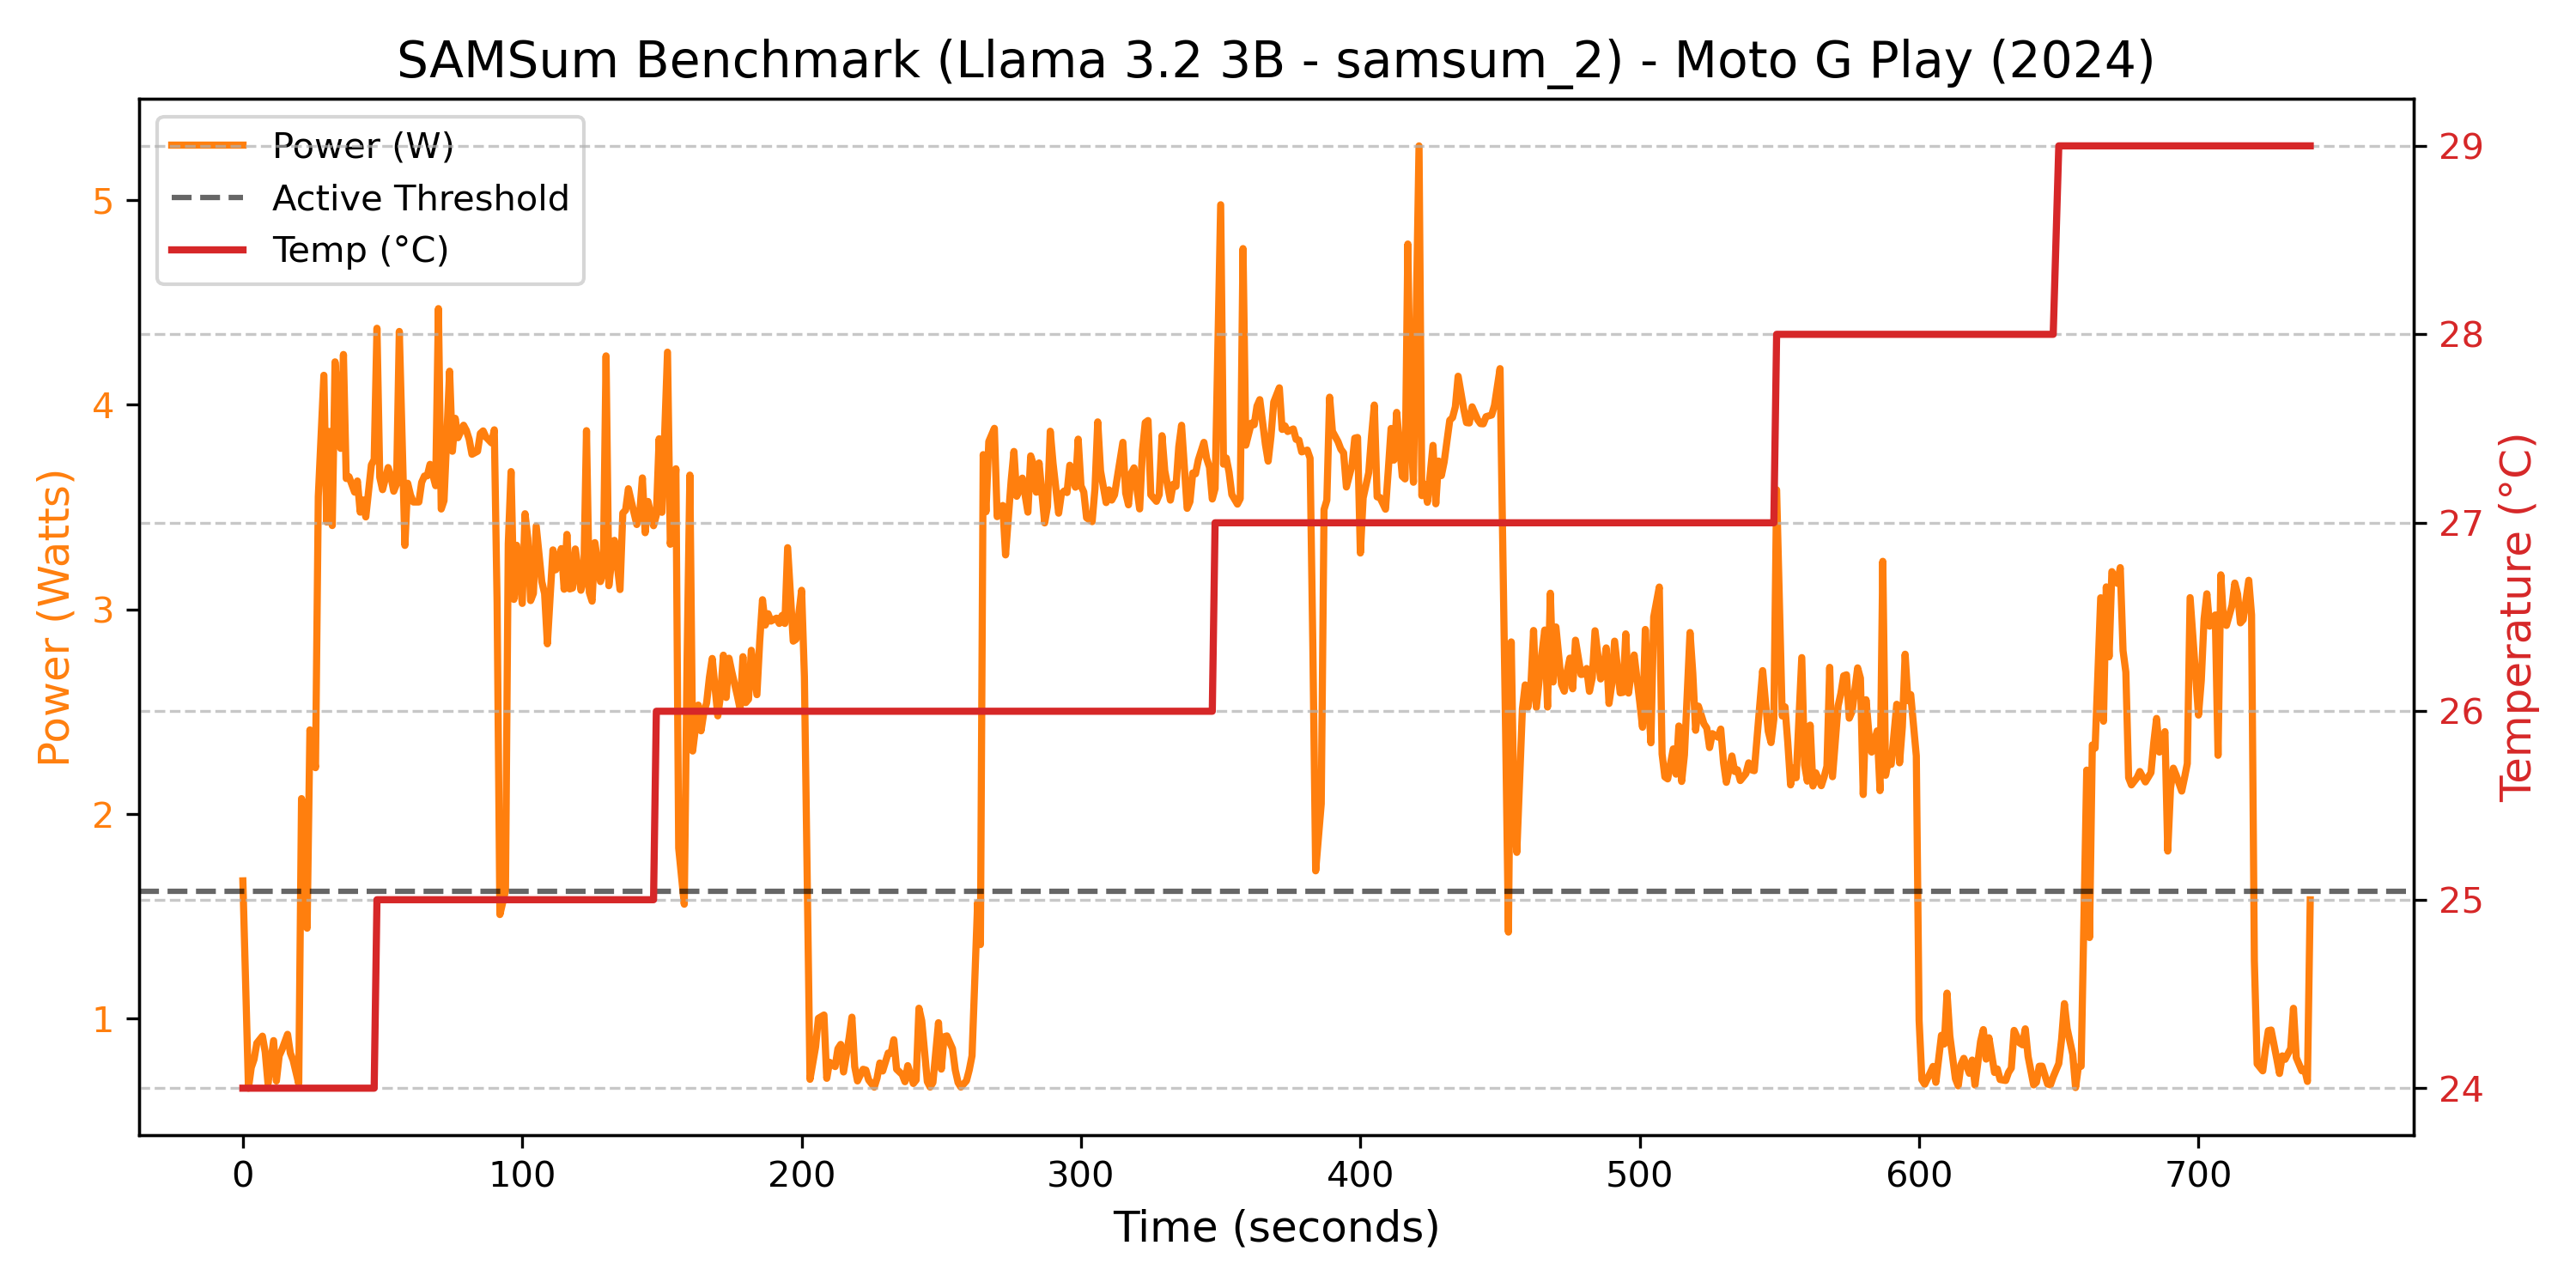 SAMSum Benchmark (Llama 3.2 3B - samsum_2) - Moto G Play (2024)
Power (W)
Active Threshold
Temp (°C)
Power (Watts)
5
4
3
2
1
29
28
27
26
25
24
Temperature (°C)
0 100 200 300 400 500 600 700
Time (seconds)